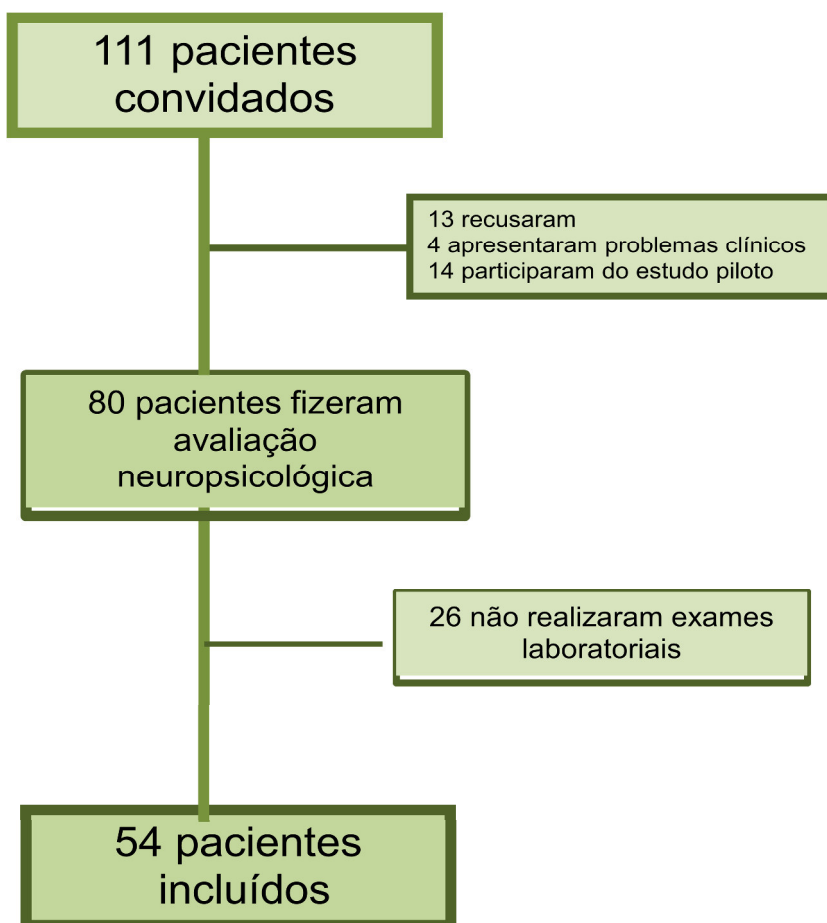 111 pacientes
convidados
13 recusaram
4 apresentaram problemas clínicos
14 participaram do estudo piloto
80 pacientes fizeram
avaliação
neuropsicológica
26 não realizaram exames
laboratoriais
54 pacientes
incluídos